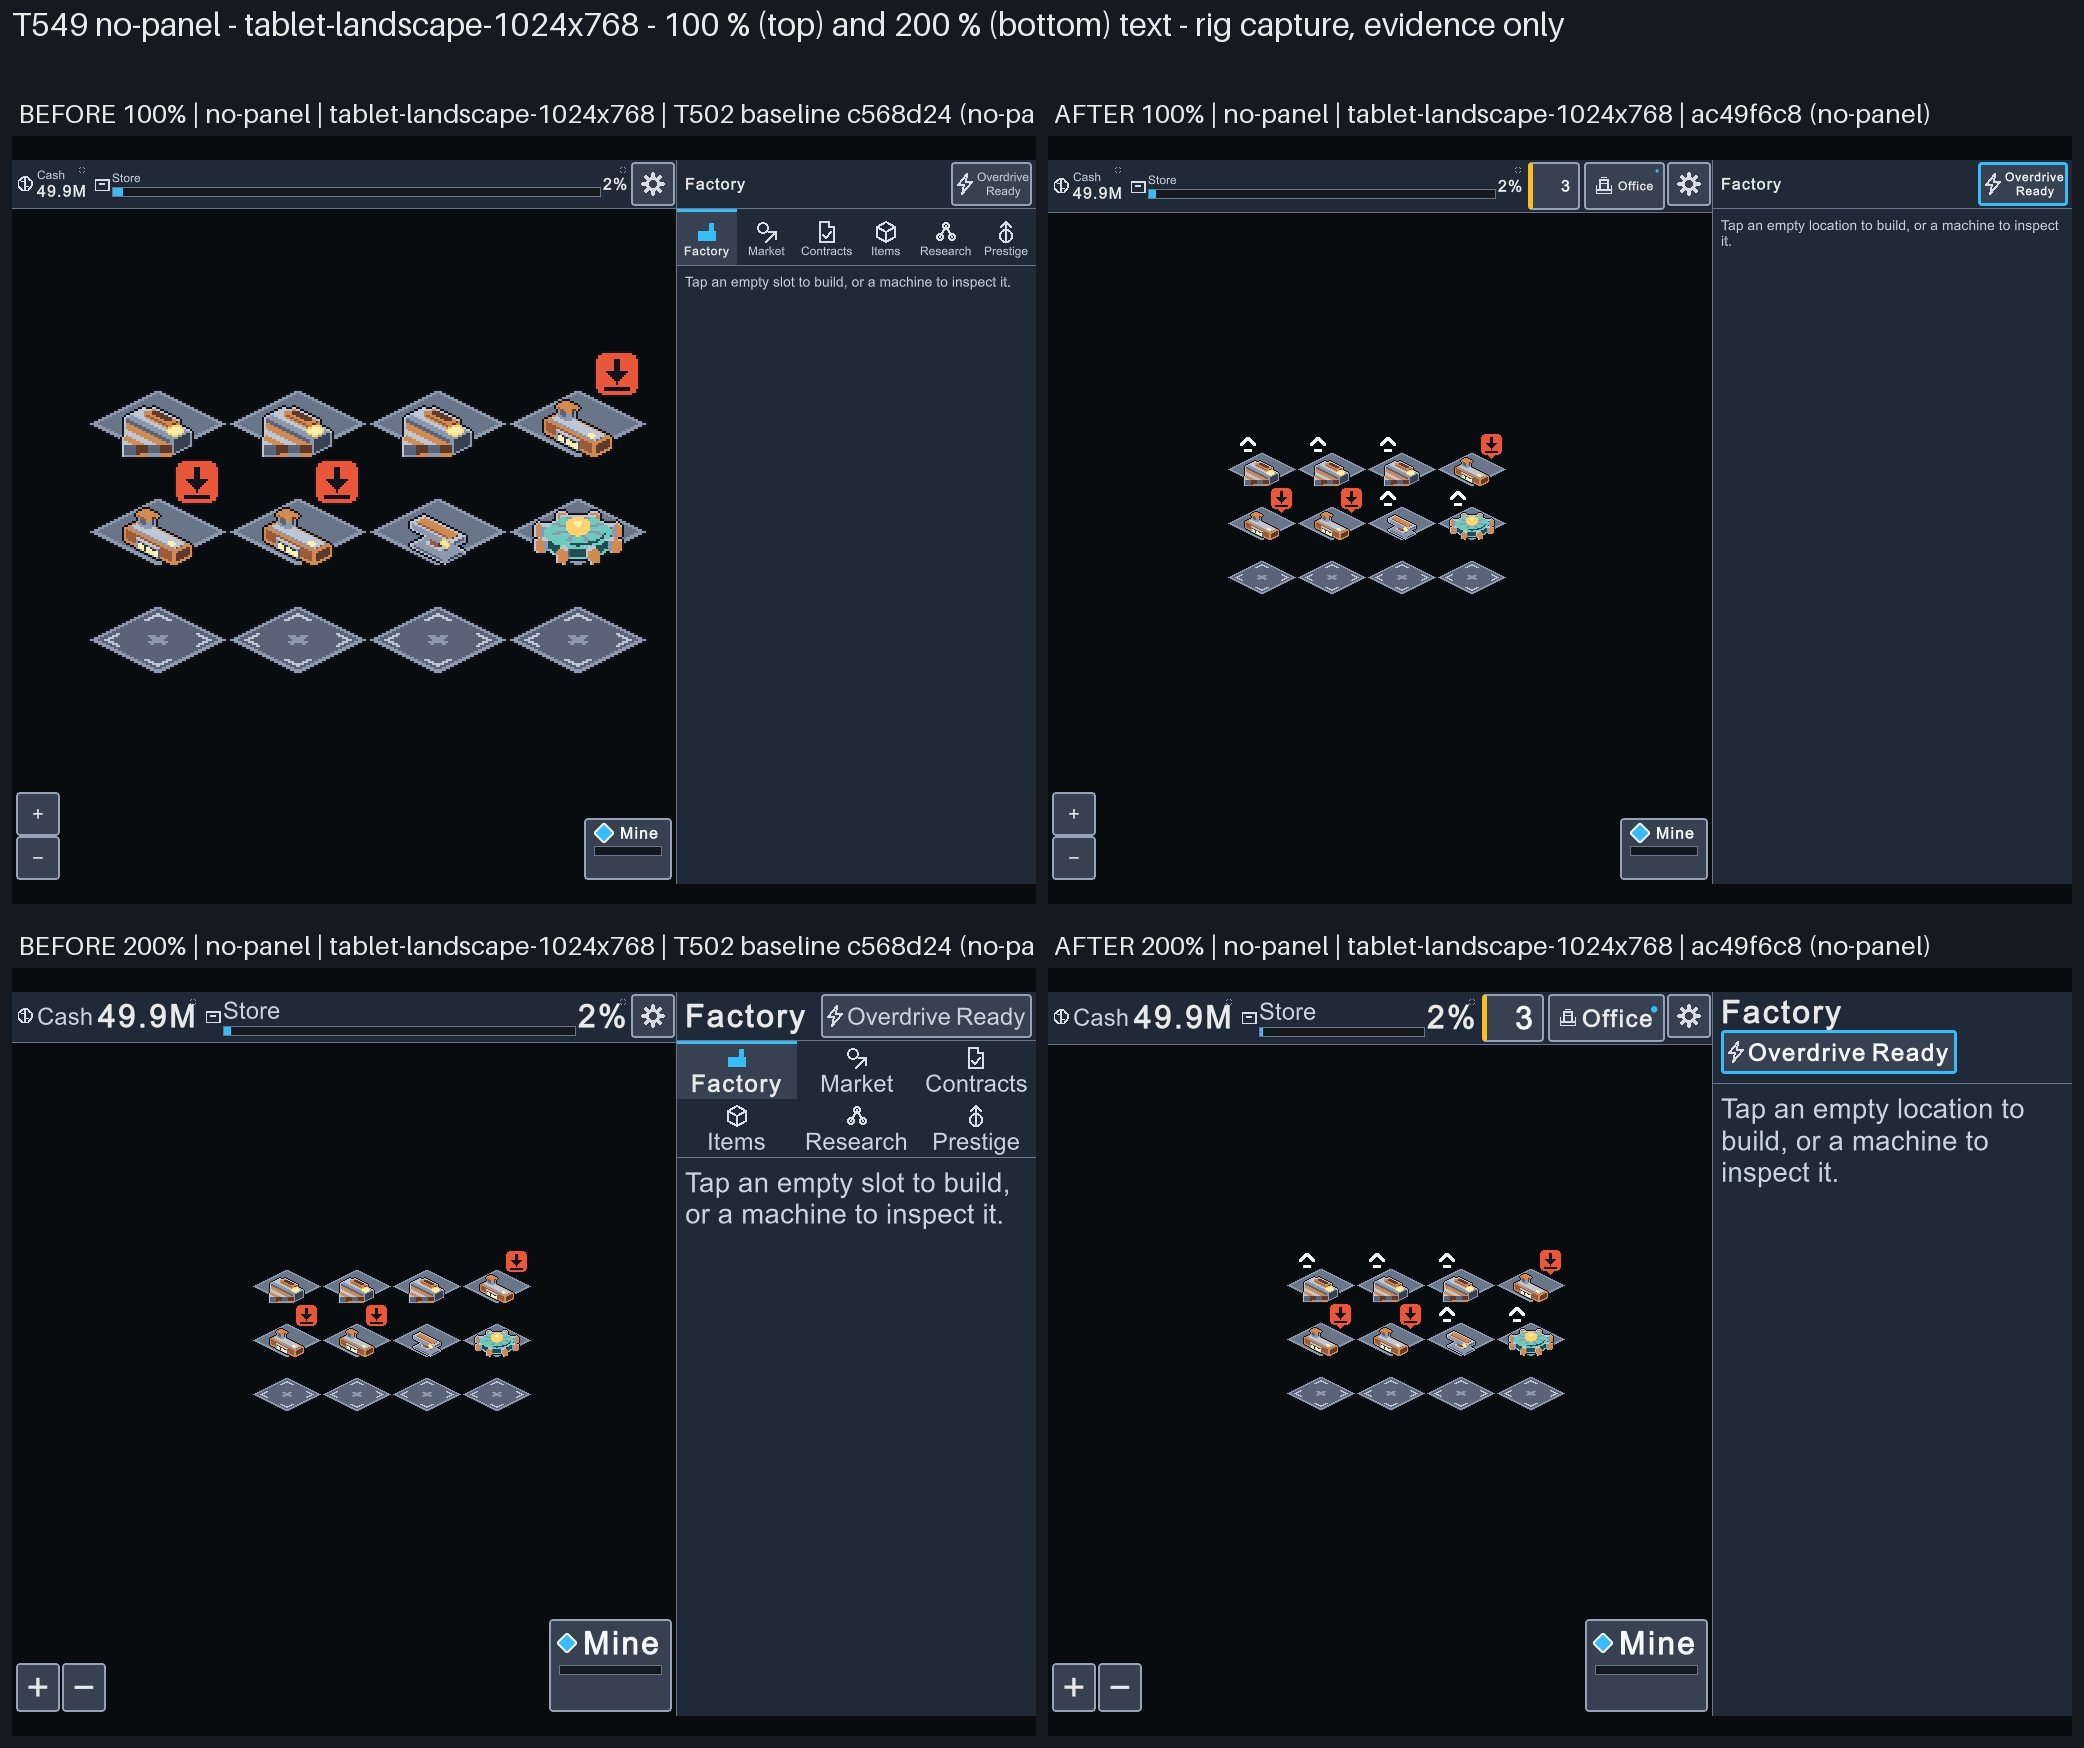 T549 no-panel - tablet-landscape-1024x768 - 100 % (top) and 200 % (bottom) text - rig capture, evidence only
BEFORE 100% | no-panel | tablet-landscape-1024x768 | T502 baseline c568d24 (no-pa
Cash
49.9M
Store
2%
Factory
Overdrive
Ready
Factory
Market
Contracts
Items
Research
Prestige
Tap an empty slot to build, or a machine to inspect it.
+
−
Mine
AFTER 100% | no-panel | tablet-landscape-1024x768 | ac49f6c8 (no-panel)
Cash
49.9M
Store
2%
3
Office
Factory
Overdrive
Ready
Tap an empty location to build, or a machine to inspect
it.
+
−
Mine
BEFORE 200% | no-panel | tablet-landscape-1024x768 | T502 baseline c568d24 (no-pa
Cash 49.9M
Store
2%
Factory
Overdrive Ready
Factory
Market
Contracts
Items
Research
Prestige
Tap an empty slot to build,
or a machine to inspect it.
+
−
Mine
AFTER 200% | no-panel | tablet-landscape-1024x768 | ac49f6c8 (no-panel)
Cash 49.9M
Store
2%
3
Office
Factory
Overdrive Ready
Tap an empty location to
build, or a machine to
inspect it.
+
−
Mine